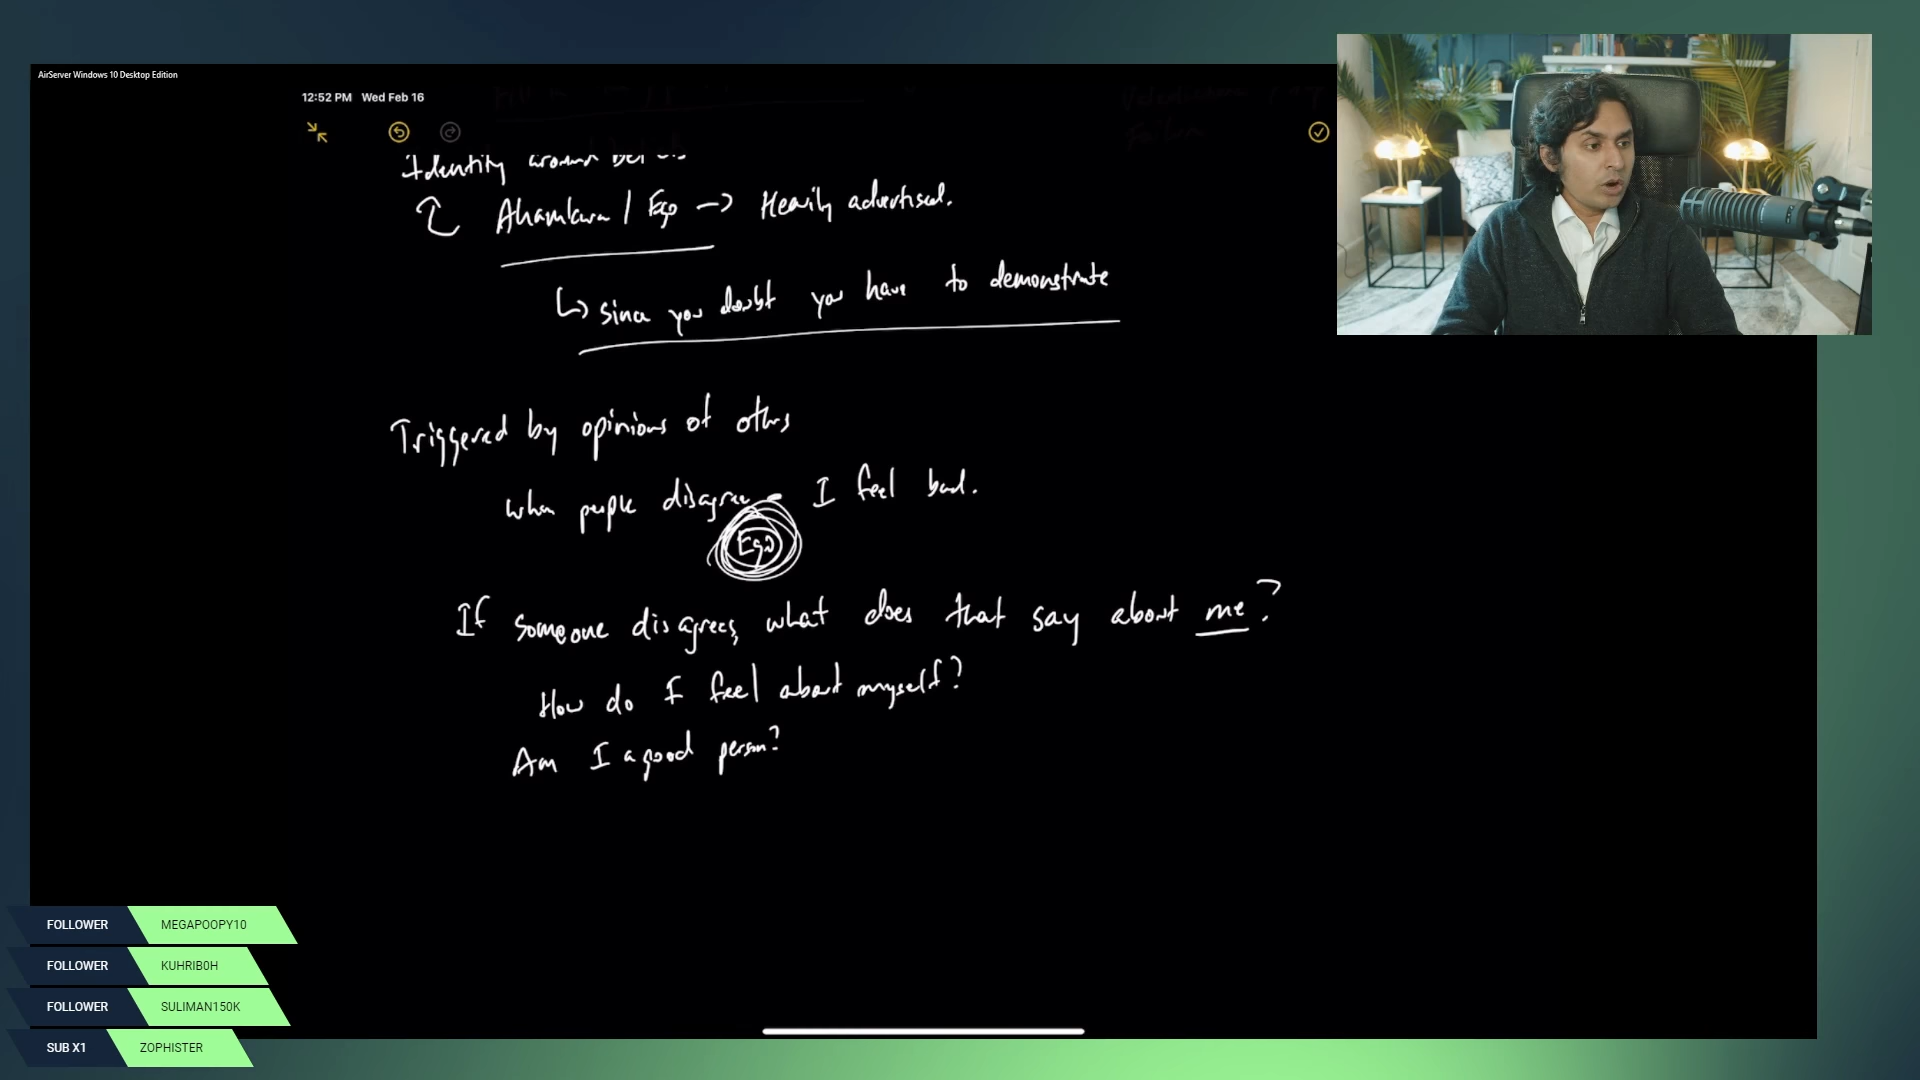 AirServer Windows 10 Desktop Edition
12:52 PM Wed Feb 16
Identity around
Ahamkara / Ego -> Heavily advertised.
↳ Since you doubt you have to demonstrate
Triggered by opinions of others
when people disagree - I feel bad.
Ego
If someone disagrees, what does that say about me?
How do I feel about myself?
Am I a good person?
FOLLOWER MEGAPOOPY10
FOLLOWER KUHRIB0H
FOLLOWER SULIMAN150K
SUB X1 ZOPHISTER